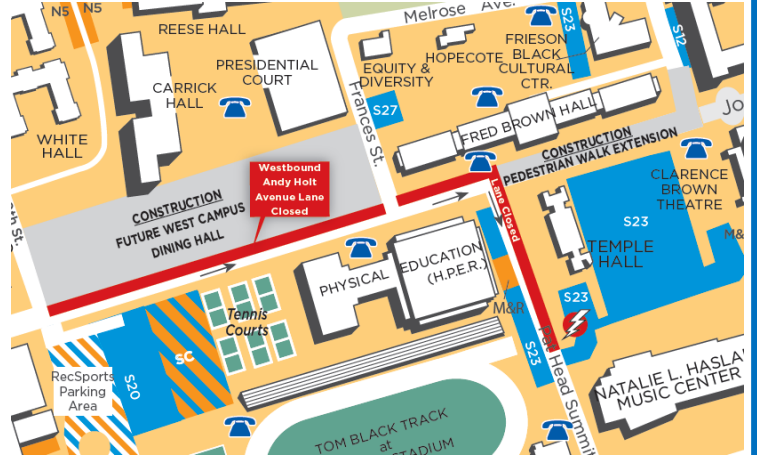 N5
N5
REESE HALL
Melrose Ave.
S23
S12
FRIESON
BLACK
CULTURAL
CTR.
HOPECOTE
EQUITY &
DIVERSITY
PRESIDENTIAL
COURT
CARRICK
HALL
WHITE
HALL
Frances St.
S27
FRED BROWN HALL
CONSTRUCTION
PEDESTRIAN WALK EXTENSION
CLARENCE
BROWN
THEATRE
Westbound
Andy Holt
Avenue Lane
Closed
CONSTRUCTION
FUTURE WEST CAMPUS
DINING HALL
Lane Closed
S23
TEMPLE
HALL
PHYSICAL
EDUCATION
(H.P.E.R.)
M&R
S23
S23
Tennis
Courts
SC
S20
RecSports
Parking
Area
NATALIE L. HASLA
MUSIC CENTER
Pat Head Summit
TOM BLACK TRACK
at
STADIUM